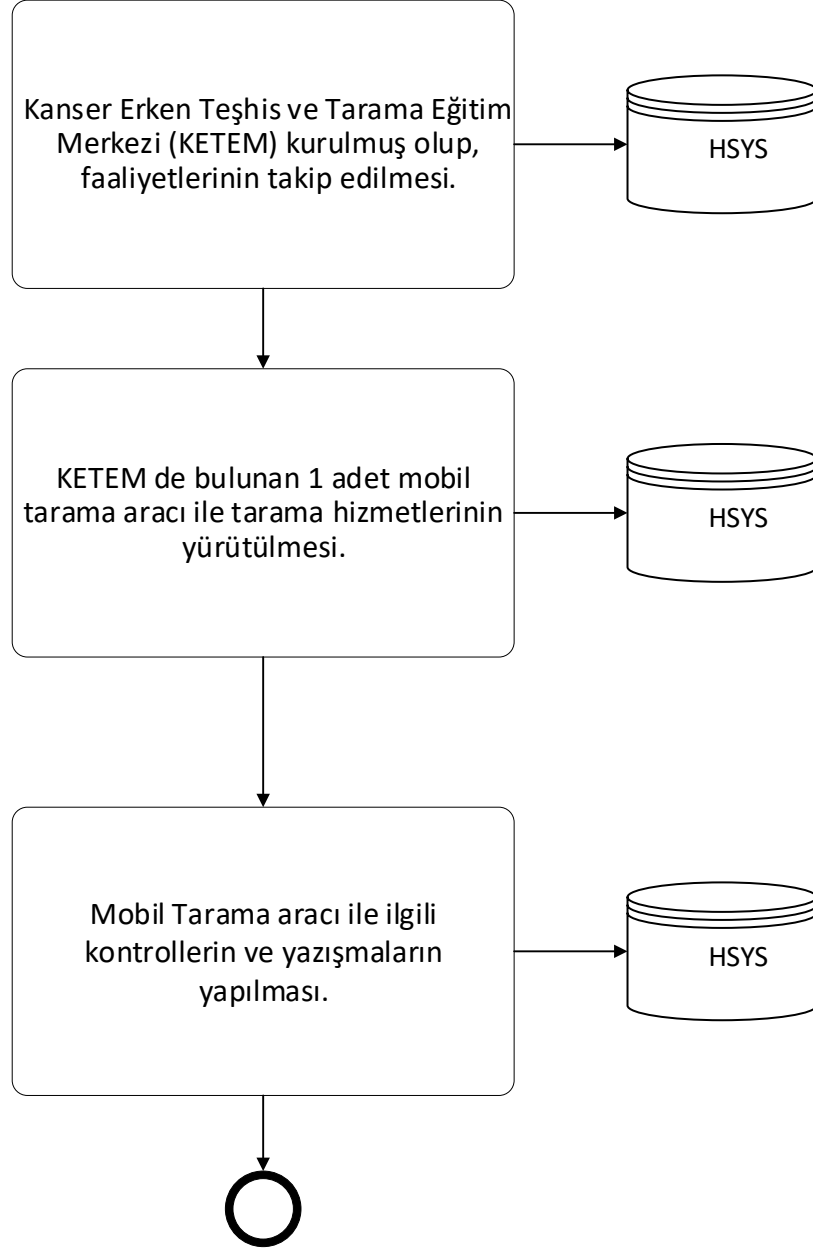 Kanser Erken Teşhis ve Tarama Eğitim
Merkezi (KETEM) kurulmuş olup,
faaliyetlerinin takip edilmesi.
HSYS
KETEM de bulunan 1 adet mobil
tarama aracı ile tarama hizmetlerinin
yürütülmesi.
HSYS
Mobil Tarama aracı ile ilgili
kontrollerin ve yazışmaların
yapılması.
HSYS